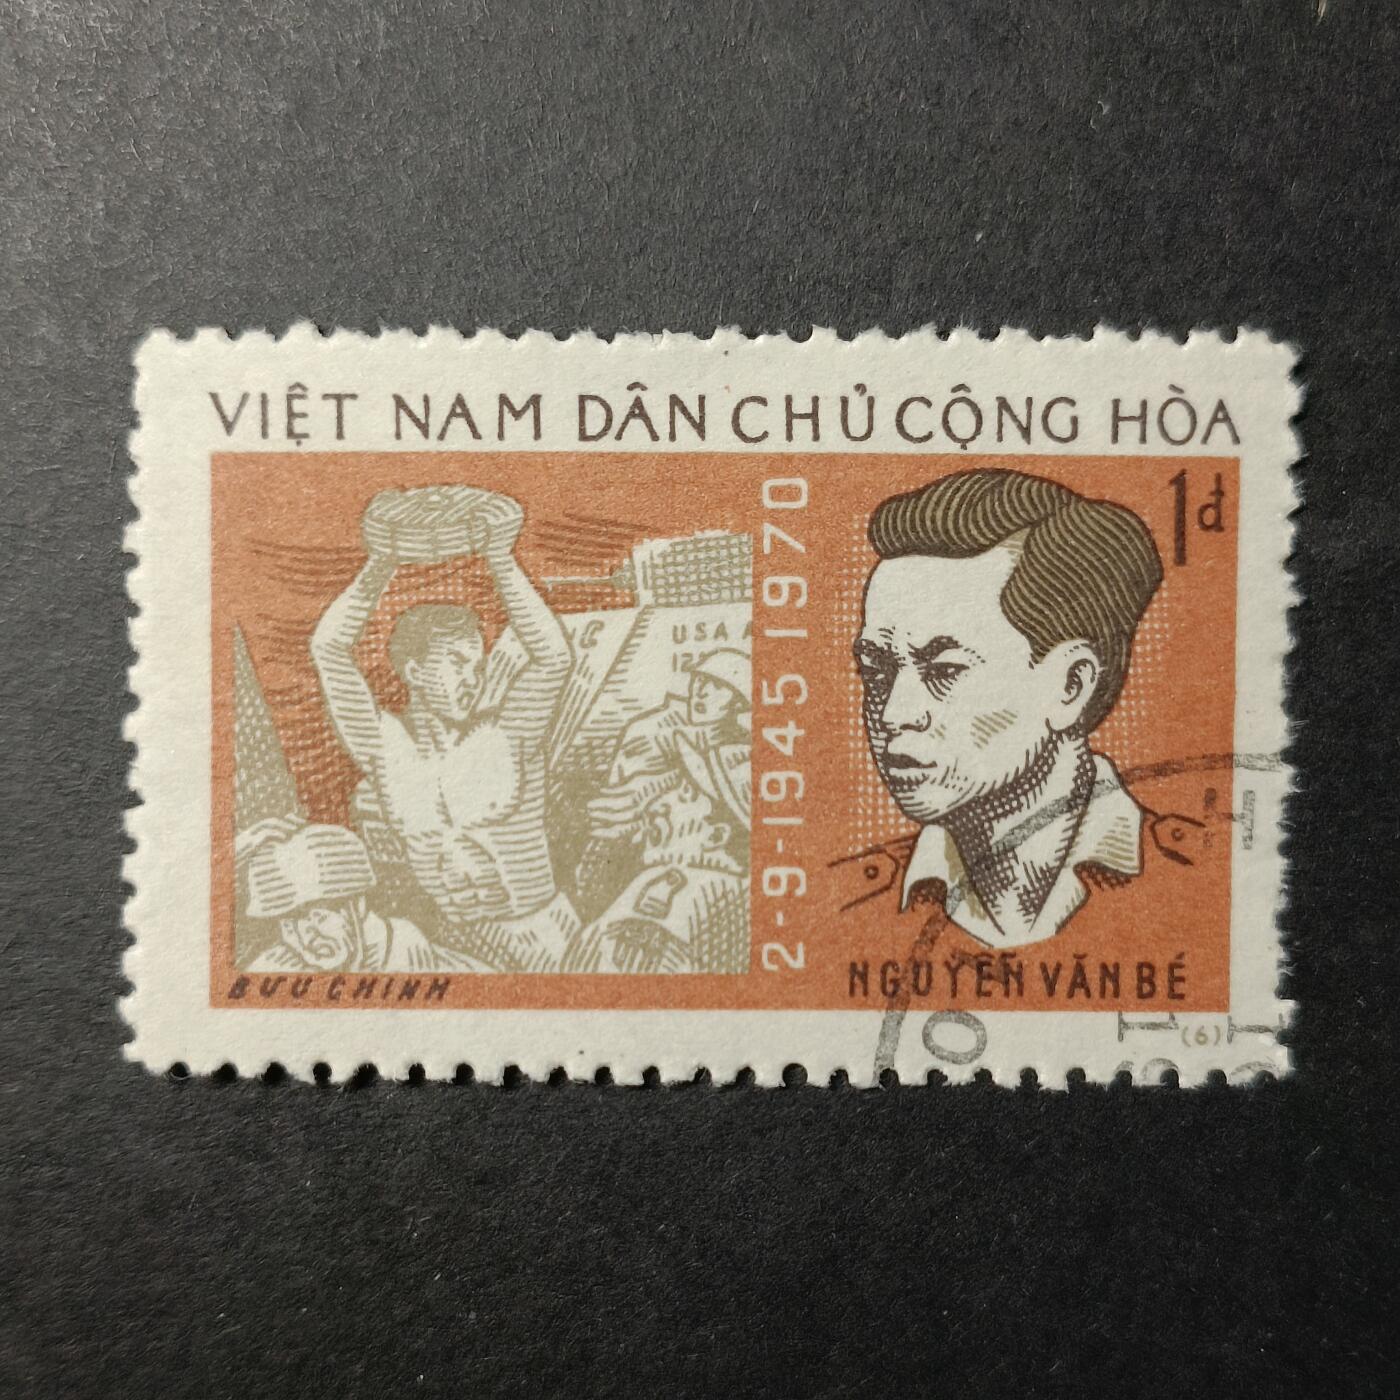 VIỆT NAM DÂN CHỦ CỘNG HÒA
1đ
USA
2-9-1945 1970
NGUYỄN VĂN BÉ
BƯU CHINH
(6)